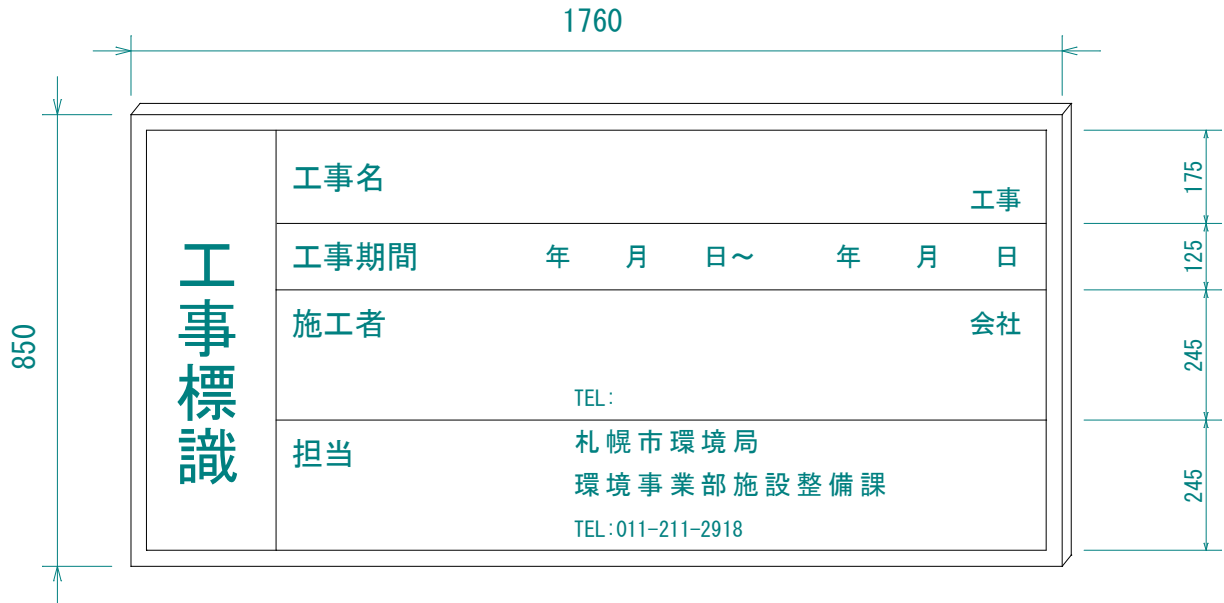 1760
850
工事標識
工事名
工事
175
工事期間 年 月 日～ 年 月 日
125
施工者 会社
TEL:
245
担当 札幌市環境局
環境事業部施設整備課
TEL:011-211-2918
245